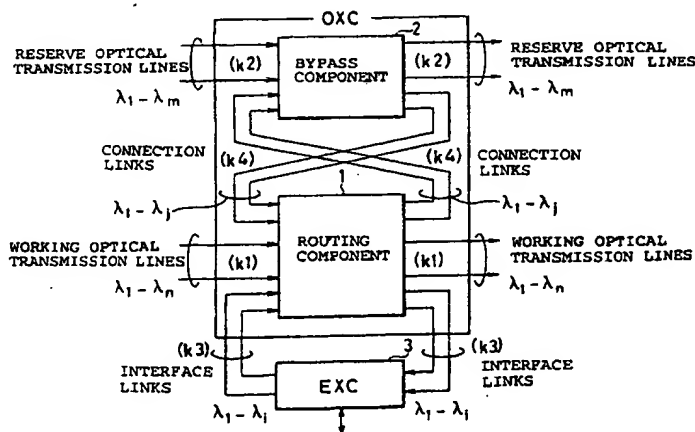 OXC
2
RESERVE OPTICAL
TRANSMISSION LINES
λ1 - λm
(k2)
BYPASS
COMPONENT
(k2)
RESERVE OPTICAL
TRANSMISSION LINES
λ1 - λm
CONNECTION
LINKS
(k4)
(k4)
CONNECTION
LINKS
λ1 - λj
1
λ1 - λj
WORKING OPTICAL
TRANSMISSION LINES
λ1 - λn
(k1)
ROUTING
COMPONENT
(k1)
WORKING OPTICAL
TRANSMISSION LINES
λ1 - λn
(k3)
INTERFACE
LINKS
3
EXC
(k3)
INTERFACE
LINKS
λ1 - λi
λ1 - λi